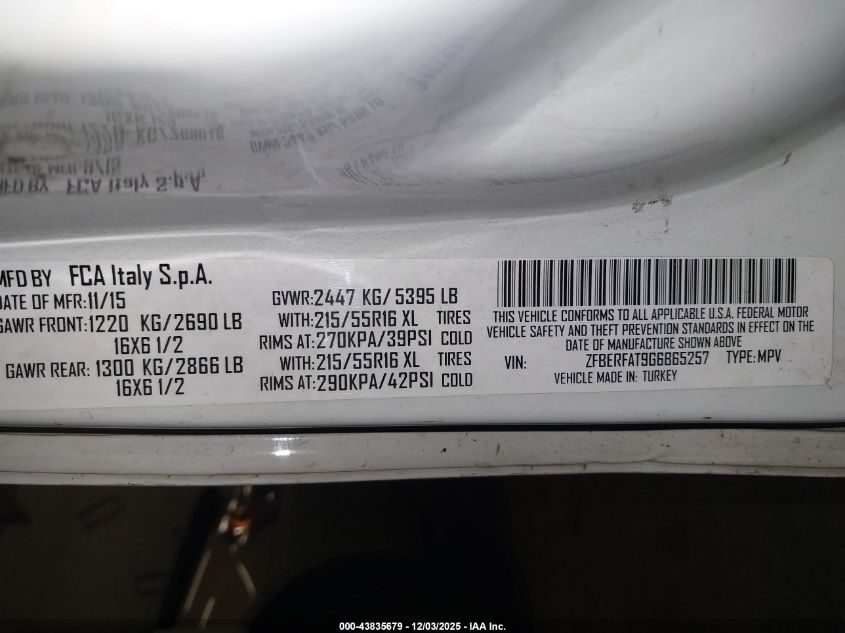 MFD BY FCA Italy S.p.A.
DATE OF MFR:11/15
GAWR FRONT:1220 KG/2690 LB
16X6 1/2
GAWR REAR: 1300 KG/2866 LB
16X6 1/2
GVWR:2447 KG/5395 LB
WITH:215/55R16 XL TIRES
RIMS AT:270KPA/39PSI COLD
WITH:215/55R16 XL TIRES
RIMS AT:290KPA/42PSI COLD
THIS VEHICLE CONFORMS TO ALL APPLICABLE U.S.A. FEDERAL MOTOR
VEHICLE SAFETY AND THEFT PREVENTION STANDARDS IN EFFECT ON THE
DATE OF MANUFACTURE SHOWN ABOVE
VIN: ZFBERFAT9G6865257 TYPE:MPV
VEHICLE MADE IN: TURKEY
000-43835679 - 12/03/2025 - IAA Inc.